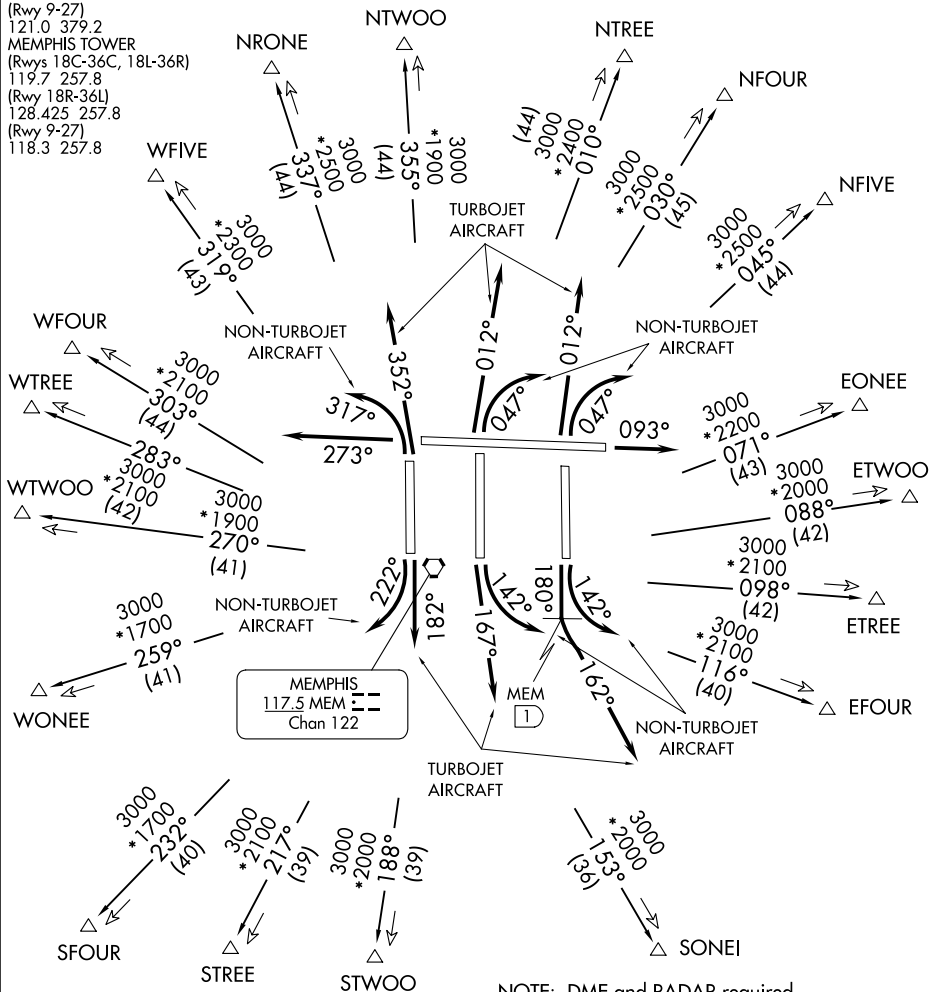 (Rwy 9-27)
121.0 379.2
MEMPHIS TOWER
(Rwys 18C-36C, 18L-36R)
119.7 257.8
(Rwy 18R-36L)
128.425 257.8
(Rwy 9-27)
118.3 257.8
NRONE
3000
*2500
337°
(44)
NTWOO
3000
*1900
355°
(44)
NTREE
(44)
3000
*2400
010°
NFOUR
3000
*2500
030°
(45)
NFIVE
3000
*2500
045°
(44)
WFIVE
3000
*2300
319°
(43)
TURBOJET
AIRCRAFT
NON-TURBOJET
AIRCRAFT
NON-TURBOJET
AIRCRAFT
352°
012°
012°
317°
047°
047°
273°
093°
WFOUR
3000
*2100
303°
(44)
WTREE
283°
3000
*2100
(42)
WTWOO
3000
*1900
270°
(41)
WONEE
3000
*1700
259°
(41)
EONEE
3000
*2200
071°
(43)
ETWOO
3000
*2000
088°
(42)
ETREE
3000
*2100
098°
(42)
EFOUR
3000
*2100
116°
(40)
NON-TURBOJET
AIRCRAFT
222°
182°
167°
142°
180°
142°
162°
MEMPHIS
117.5 MEM
Chan 122
MEM
1
NON-TURBOJET
AIRCRAFT
TURBOJET
AIRCRAFT
SFOUR
3000
*1700
232°
(40)
STREE
3000
*2100
217°
(39)
STWOO
3000
*2000
188°
(39)
SONEI
3000
*2000
153°
(36)
NOTE: DME and RADAR required